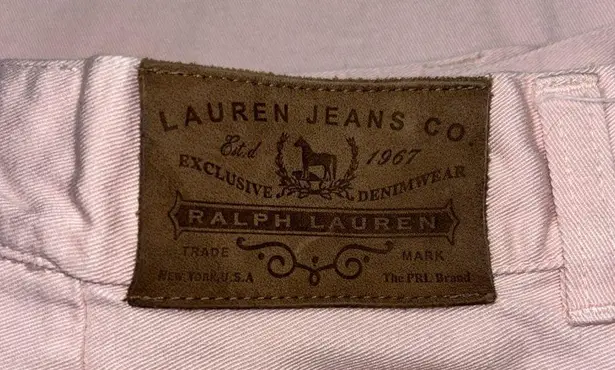 LAUREN JEANS CO.
Est.d 1967
EXCLUSIVE DENIMWEAR
RALPH LAUREN
TRADE MARK
NEW YORK, U.S.A The PRL Brand